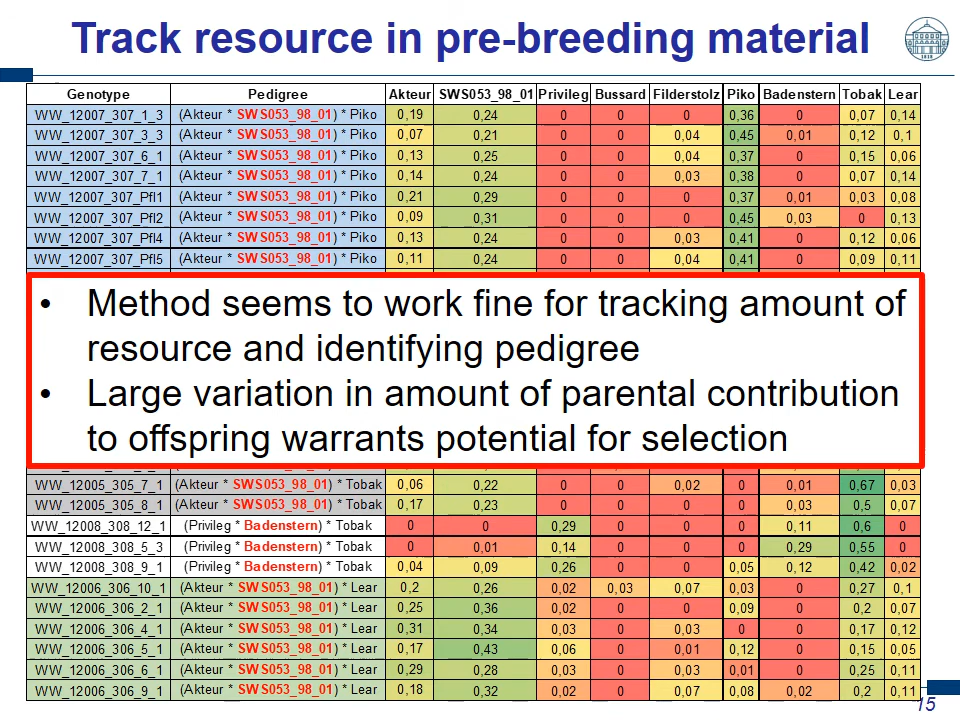 Track resource in pre-breeding material
Genotype Pedigree Akteur SWS053_98_01 Privileg Bussard Filderstolz Piko Badenstern Tobak Lear
WW_12007_307_1_3 (Akteur * SWS053_98_01) * Piko 0,19 0,24 0 0 0 0,36 0 0,07 0,14
WW_12007_307_3_3 (Akteur * SWS053_98_01) * Piko 0,07 0,21 0 0 0,04 0,45 0,01 0,12 0,1
WW_12007_307_6_1 (Akteur * SWS053_98_01) * Piko 0,13 0,25 0 0 0,04 0,37 0 0,15 0,06
WW_12007_307_7_1 (Akteur * SWS053_98_01) * Piko 0,14 0,24 0 0 0,03 0,38 0 0,07 0,14
WW_12007_307_Pfl1 (Akteur * SWS053_98_01) * Piko 0,21 0,29 0 0 0 0,37 0,01 0,03 0,08
WW_12007_307_Pfl2 (Akteur * SWS053_98_01) * Piko 0,09 0,31 0 0 0 0,45 0,03 0 0,13
WW_12007_307_Pfl4 (Akteur * SWS053_98_01) * Piko 0,13 0,24 0 0 0,03 0,41 0 0,12 0,06
WW_12007_307_Pfl5 (Akteur * SWS053_98_01) * Piko 0,11 0,24 0 0 0,04 0,41 0 0,09 0,11
• Method seems to work fine for tracking amount of
resource and identifying pedigree
• Large variation in amount of parental contribution
to offspring warrants potential for selection
WW_12005_305_7_1 (Akteur * SWS053_98_01) * Tobak 0,06 0,22 0 0 0,02 0 0,01 0,67 0,03
WW_12005_305_8_1 (Akteur * SWS053_98_01) * Tobak 0,17 0,23 0 0 0 0 0,03 0,5 0,07
WW_12008_308_12_1 (Privileg * Badenstern) * Tobak 0 0 0,29 0 0 0 0,11 0,6 0
WW_12008_308_5_3 (Privileg * Badenstern) * Tobak 0 0,01 0,14 0 0 0 0,29 0,55 0
WW_12008_308_9_1 (Privileg * Badenstern) * Tobak 0,04 0,09 0,26 0 0 0,05 0,12 0,42 0,02
WW_12006_306_10_1 (Akteur * SWS053_98_01) * Lear 0,2 0,26 0,02 0,03 0,07 0,03 0 0,27 0,1
WW_12006_306_2_1 (Akteur * SWS053_98_01) * Lear 0,25 0,36 0,02 0 0 0,09 0 0,2 0,07
WW_12006_306_4_1 (Akteur * SWS053_98_01) * Lear 0,31 0,34 0,03 0 0,03 0 0 0,17 0,12
WW_12006_306_5_1 (Akteur * SWS053_98_01) * Lear 0,17 0,43 0,06 0 0,01 0,12 0 0,15 0,05
WW_12006_306_6_1 (Akteur * SWS053_98_01) * Lear 0,29 0,28 0,03 0 0,03 0,01 0 0,25 0,11
WW_12006_306_9_1 (Akteur * SWS053_98_01) * Lear 0,18 0,32 0,02 0 0,07 0,08 0,02 0,2 0,11
15